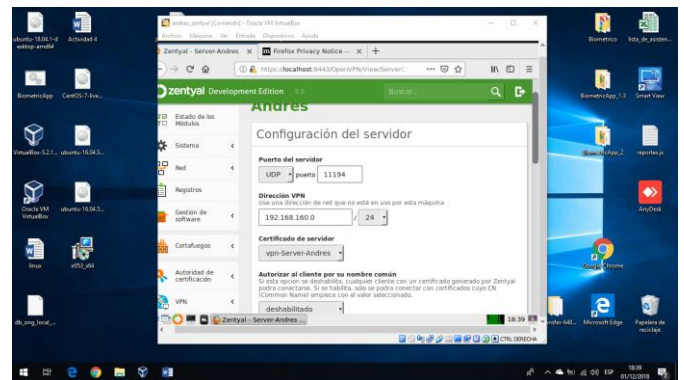 andres_zentyal [Corriendo] - Oracle VM VirtualBox
Archivo Máquina Ver Entrada Dispositivos Ayuda
Zentyal - Server-Andres
Firefox Privacy Notice —
https://localhost:8443/OpenVPN/View/Server
zentyal Development Edition 5.0
Buscar...
Andres
Configuración del servidor
Estado de los
Módulos
Sistema
Red
Registros
Gestión de
software
Cortafuegos
Autoridad de
certificación
VPN
Puerto del servidor
UDP puerto 11194
Dirección VPN
Use una dirección de red que no esté en uso por esta máquina
192.168.160.0 / 24
Certificado de servidor
vpn-Server-Andres
Autorizar al cliente por su nombre común
Si esta opcion se deshabilita, cualquier cliente con un certificado generado por Zentyal
podra conectarse. Si se habilita, solo se podra conectar con certificados cuyo CN
(Common Name) empiece con el valor seleccionado.
deshabilitado
Zentyal - Server-Andres ...
18:39
CTRL DERECHA
ubuntu-18.04.1-d
esktop-amd64
Actividad 4
BiometricApp
CentOS-7-live...
VirtualBox-5.2.1...
ubuntu-16.04.5...
Oracle VM
VirtualBox
ubuntu-16.04.5...
linux
x053_x64
db_ong_local_...
Biometrico
lista_de_asisten...
BiometricApp_1.3
Smart View
BiometricApp_2
reportes.js
AnyDesk
Google Chrome
Microsoft Edge
Papelera de
reciclaje
ESP
18:39
01/12/2018